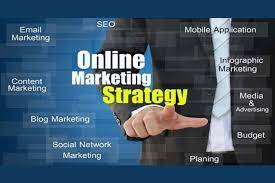 SEO
Email
Marketing
Mobile Application
Online
Marketing
Strategy
Infographic
Marketing
Content
Marketing
Media &
Advertising
Blog Marketing
Budget
Social Network
Marketing
Planing